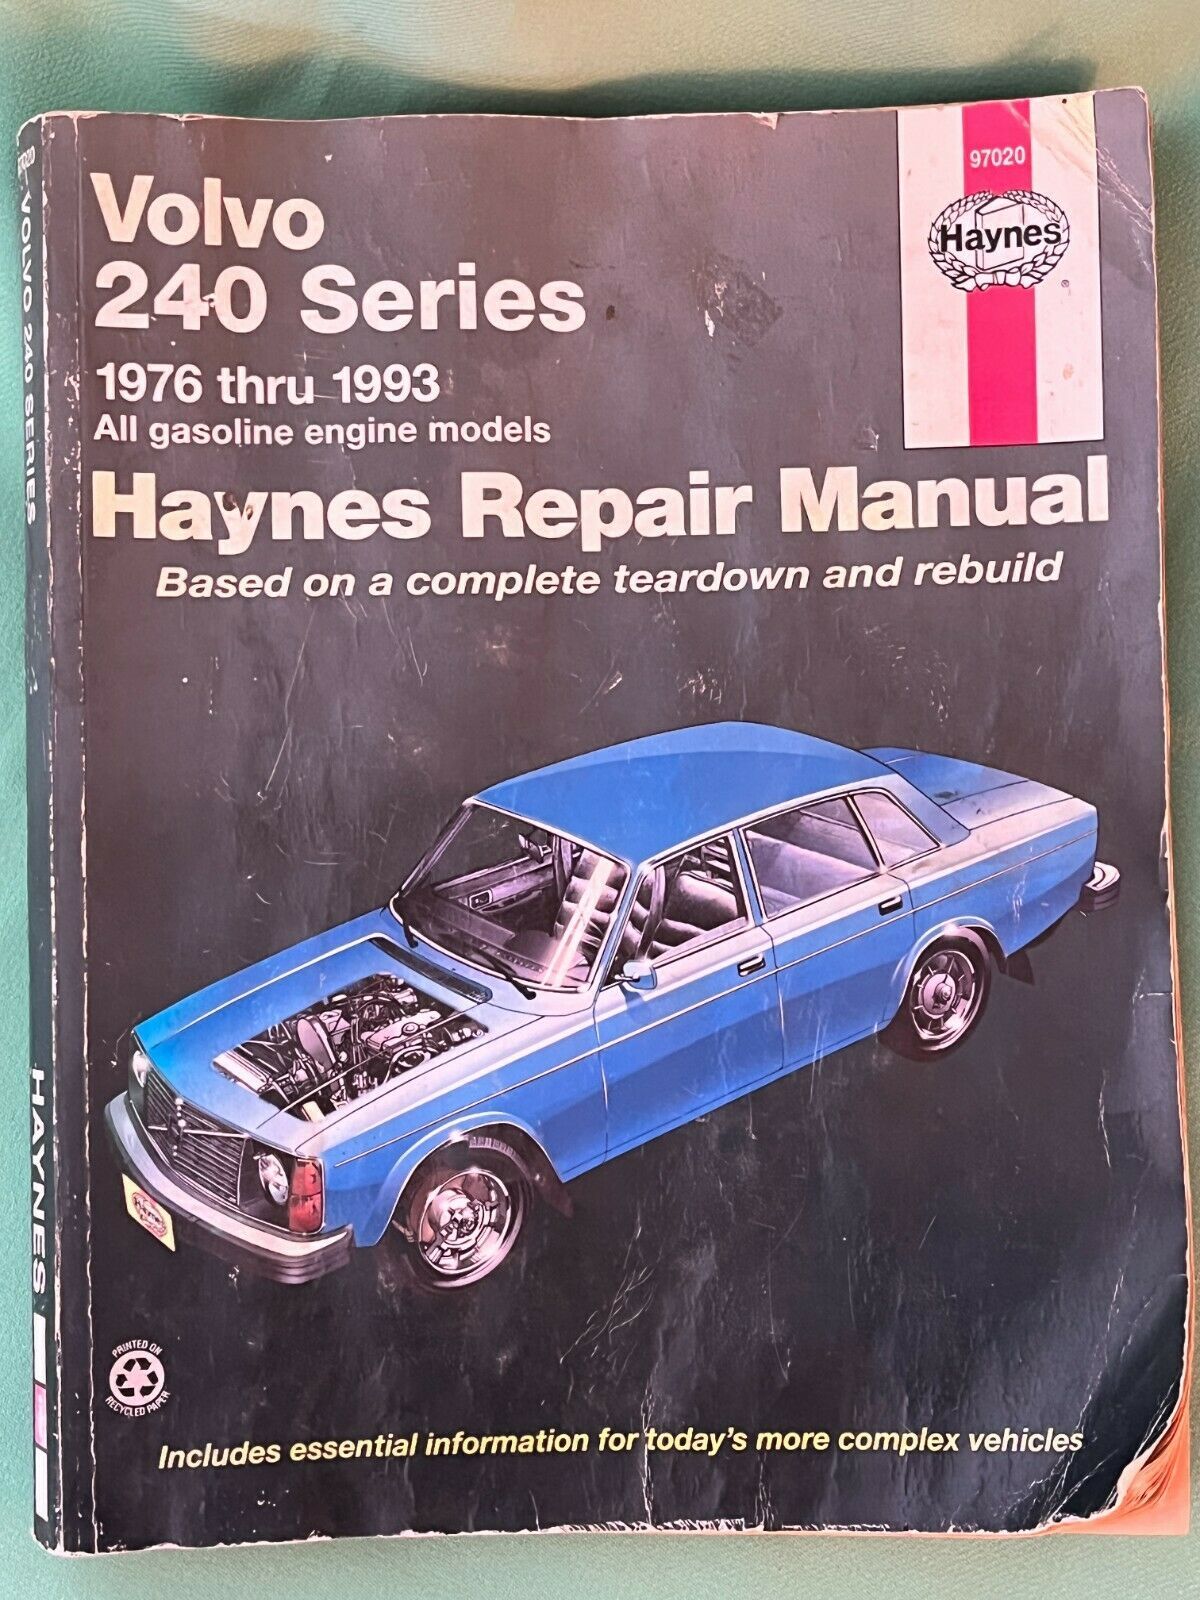 97020
Haynes
®
Volvo
240 Series
1976 thru 1993
All gasoline engine models
Haynes Repair Manual
Based on a complete teardown and rebuild
Haynes
PRINTED ON
RECYCLED PAPER
Includes essential information for today's more complex vehicles
VOLVO 240 SERIES
HAYNES